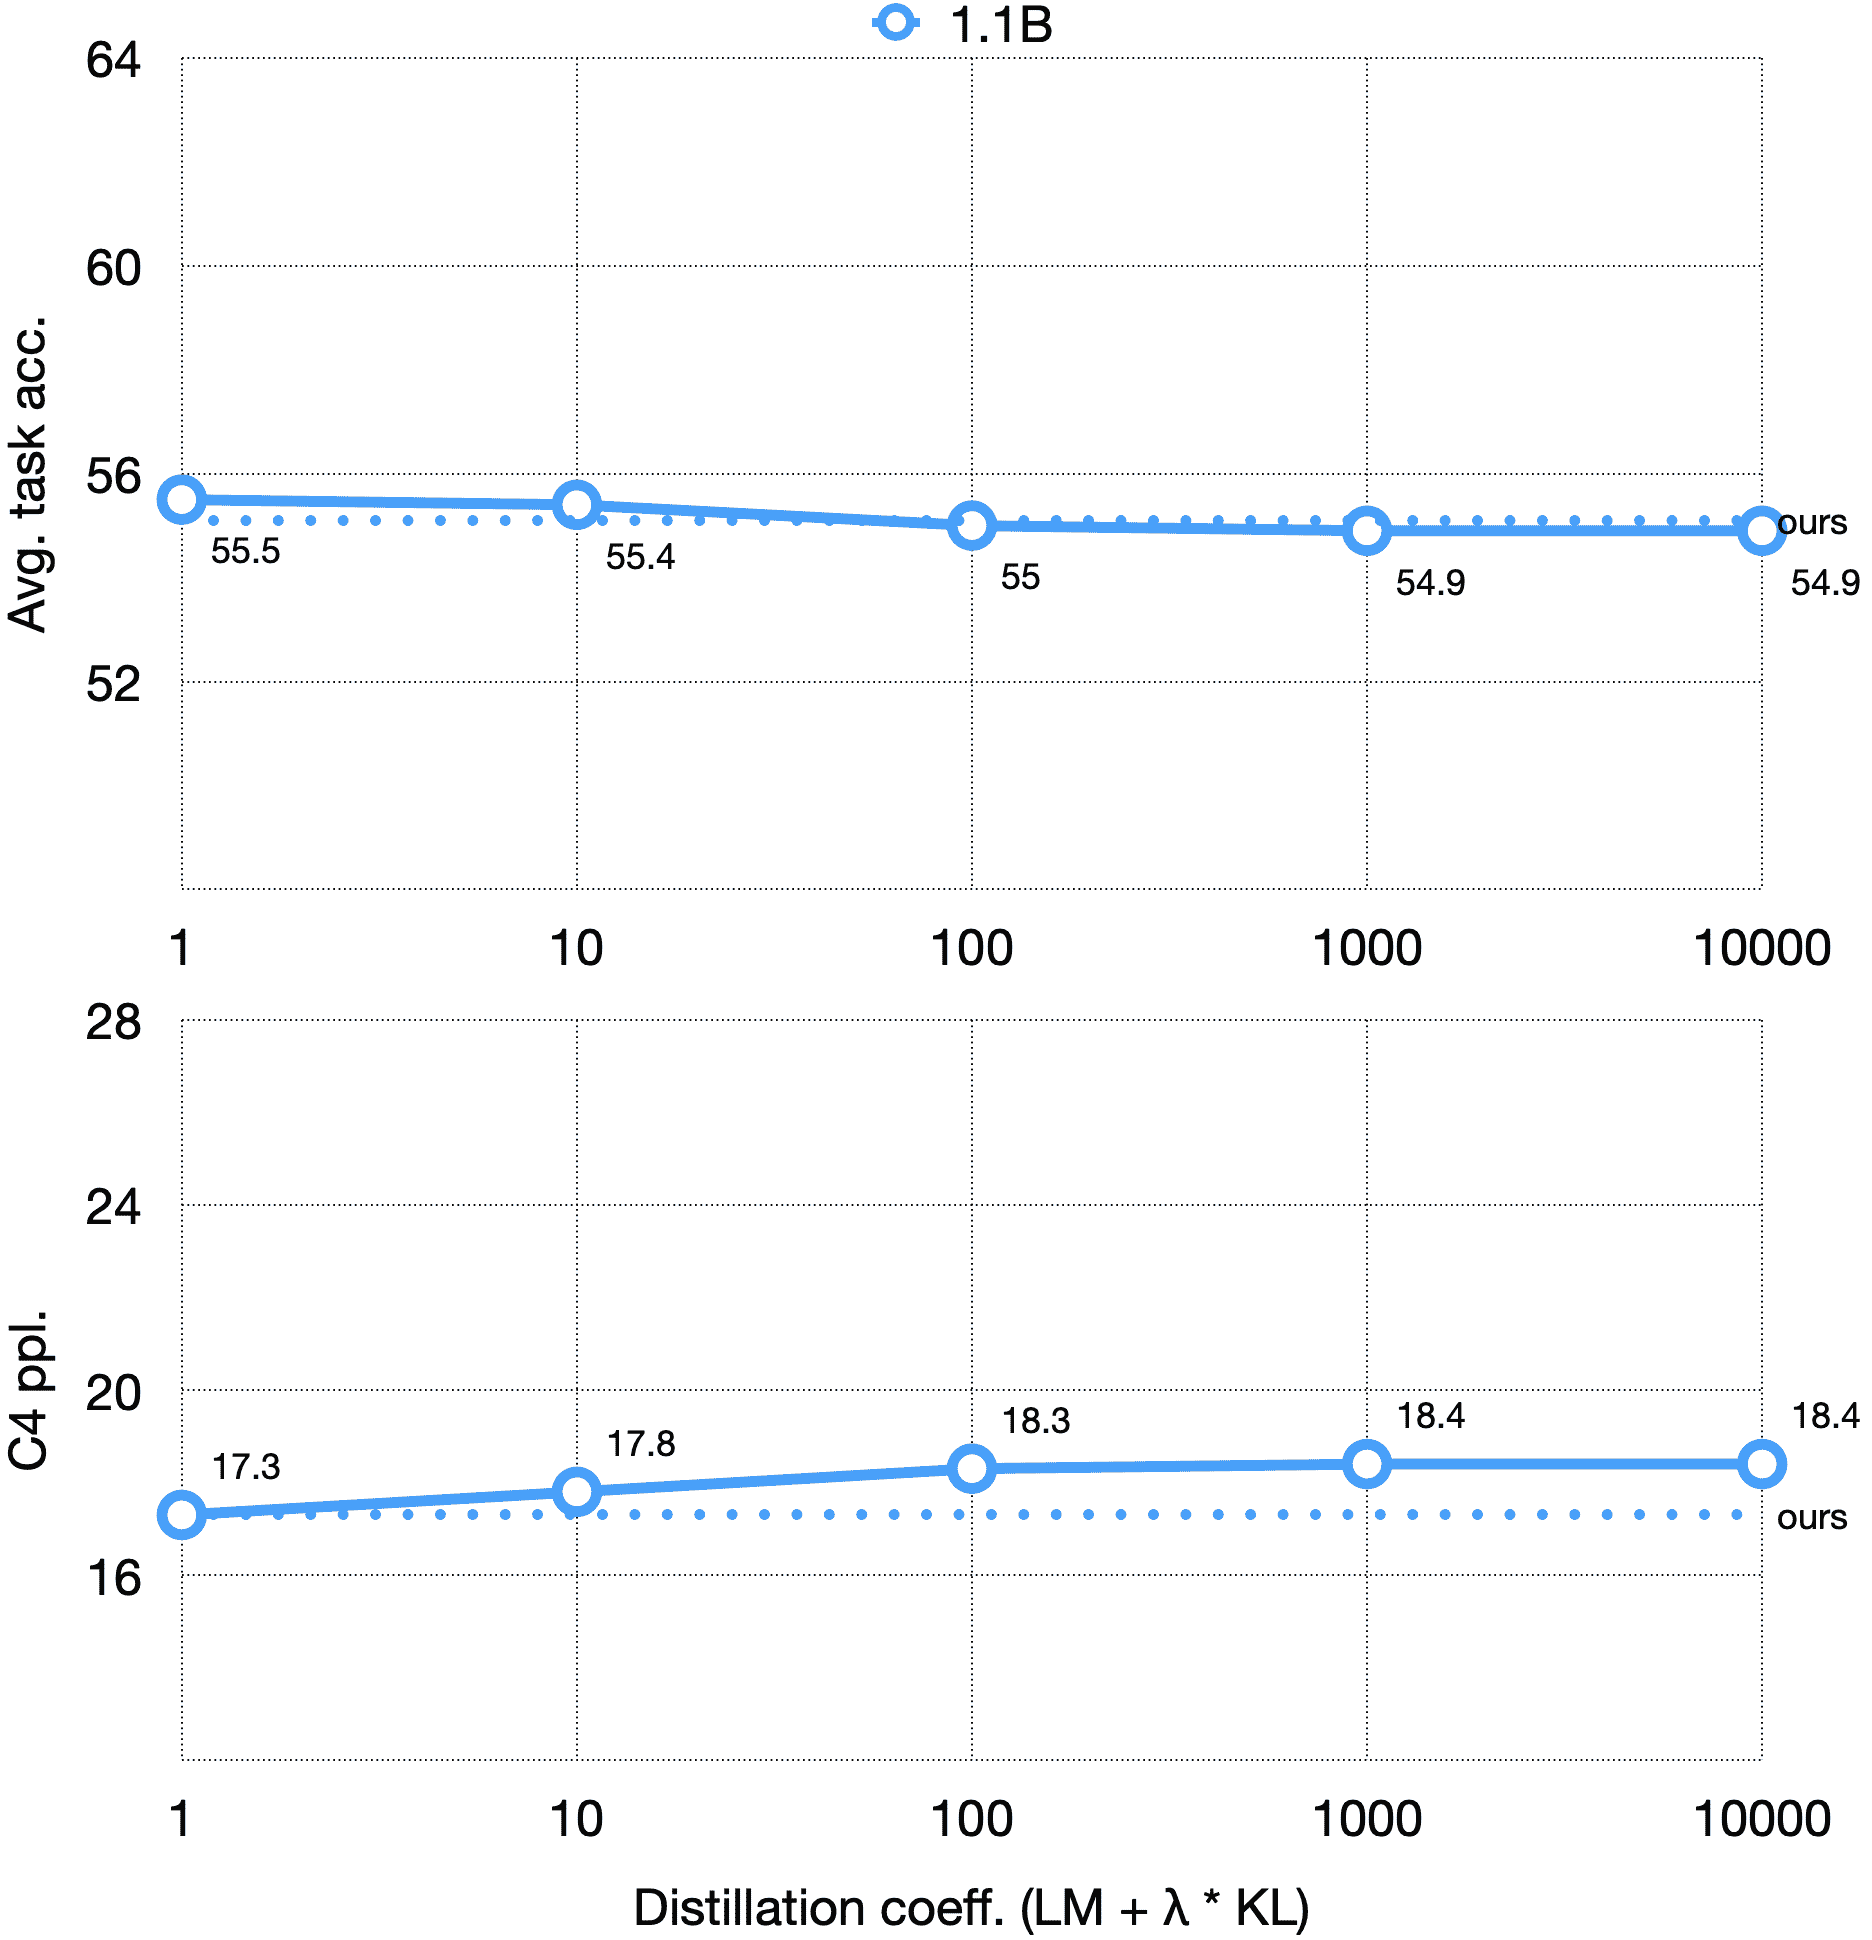 1.1B
64
60
56
52
Avg. task acc.
55.5
55.4
55
54.9
54.9
ours
1 10 100 1000 10000
28
24
20
16
C4 ppl.
17.3
17.8
18.3
18.4
18.4
ours
1 10 100 1000 10000
Distillation coeff. (LM + λ * KL)